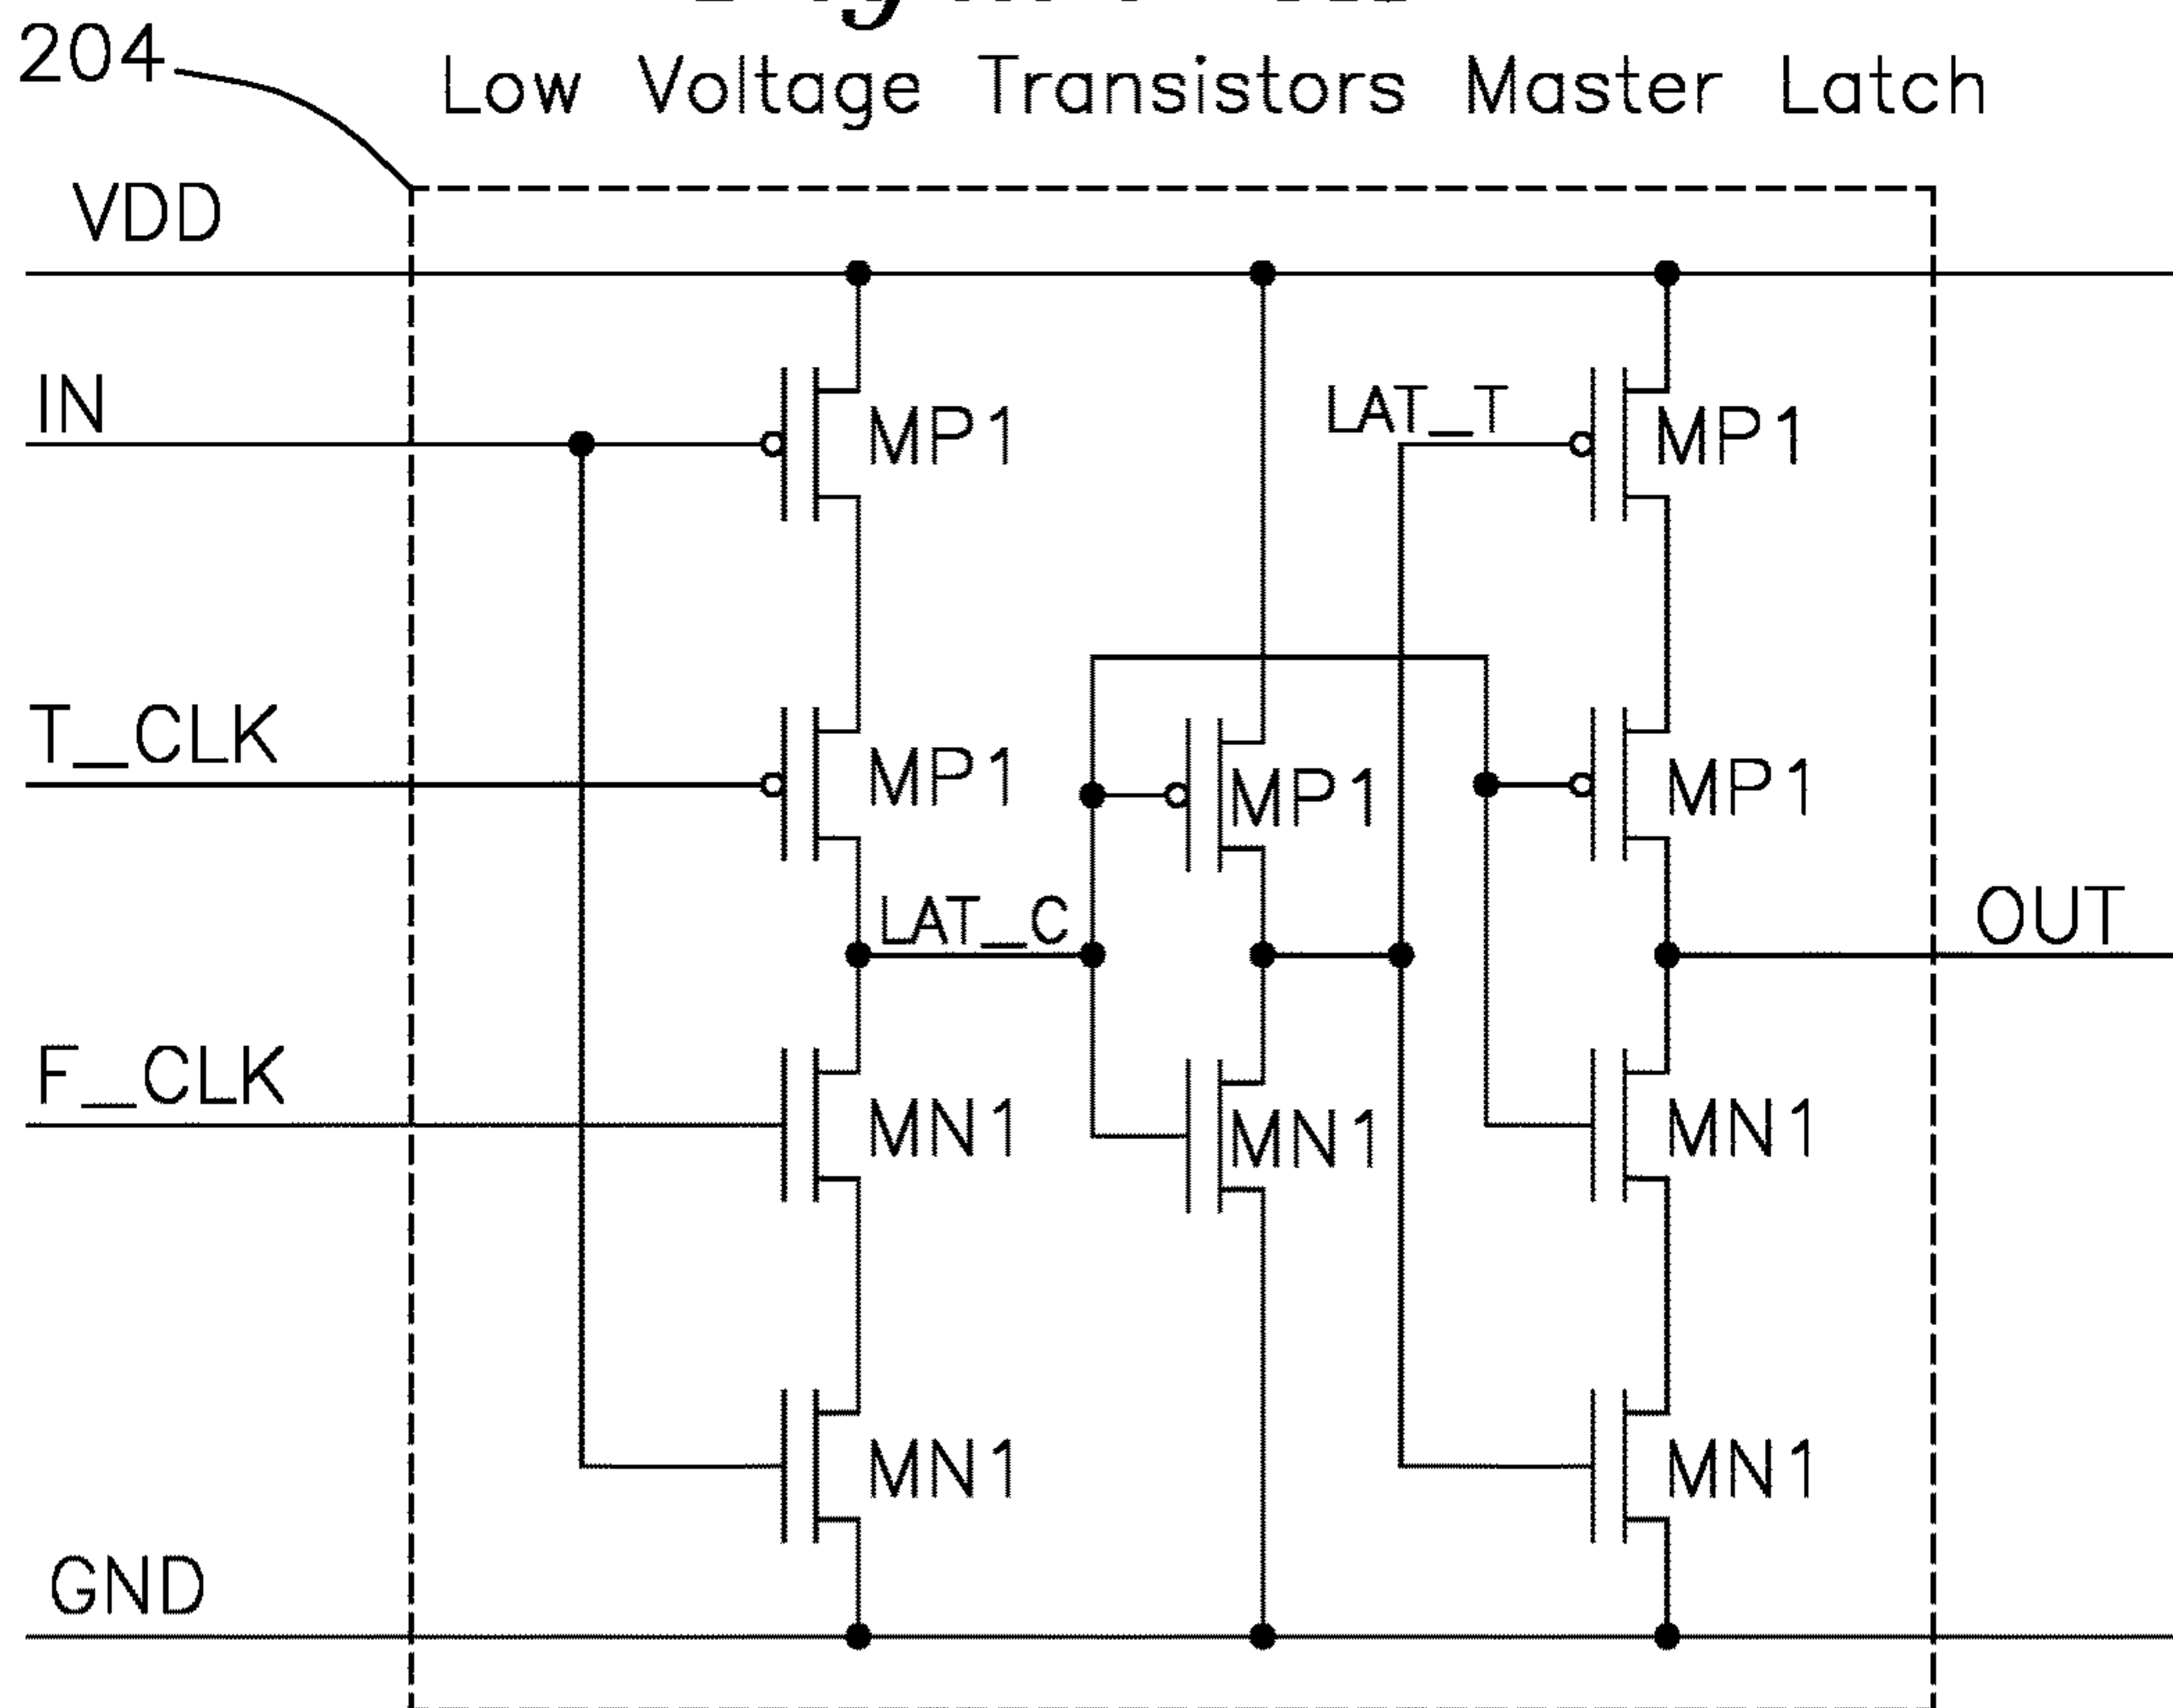 204
Low Voltage Transistors Master Latch
VDD
IN
MP1
LAT_T
MP1
T_CLK
MP1
MP1
MP1
LAT_C
OUT
F_CLK
MN1
MN1
MN1
MN1
MN1
GND